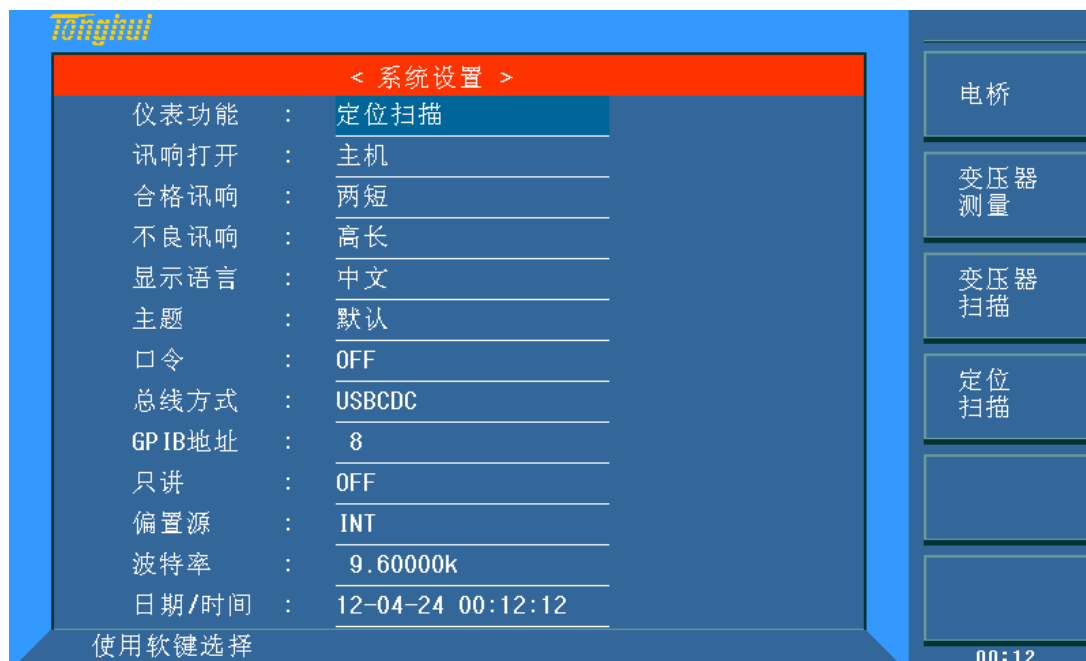 Tonghui
< 系统设置 >
仪表功能 : 定位扫描
讯响打开 : 主机
合格讯响 : 两短
不良讯响 : 高长
显示语言 : 中文
主题 : 默认
口令 : OFF
总线方式 : USBCDC
GPIB地址 : 8
只讲 : OFF
偏置源 : INT
波特率 : 9.60000k
日期/时间 : 12-04-24 00:12:12
使用软键选择
电桥
变压器
测量
变压器
扫描
定位
扫描
00:12